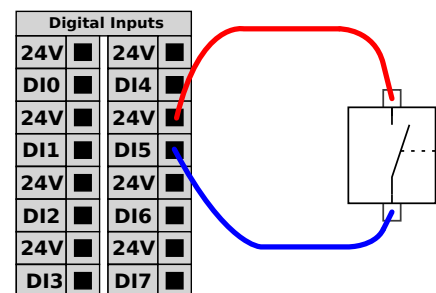 Digital Inputs
24V 24V
DI0 DI4
24V 24V
DI1 DI5
24V 24V
DI2 DI6
24V 24V
DI3 DI7